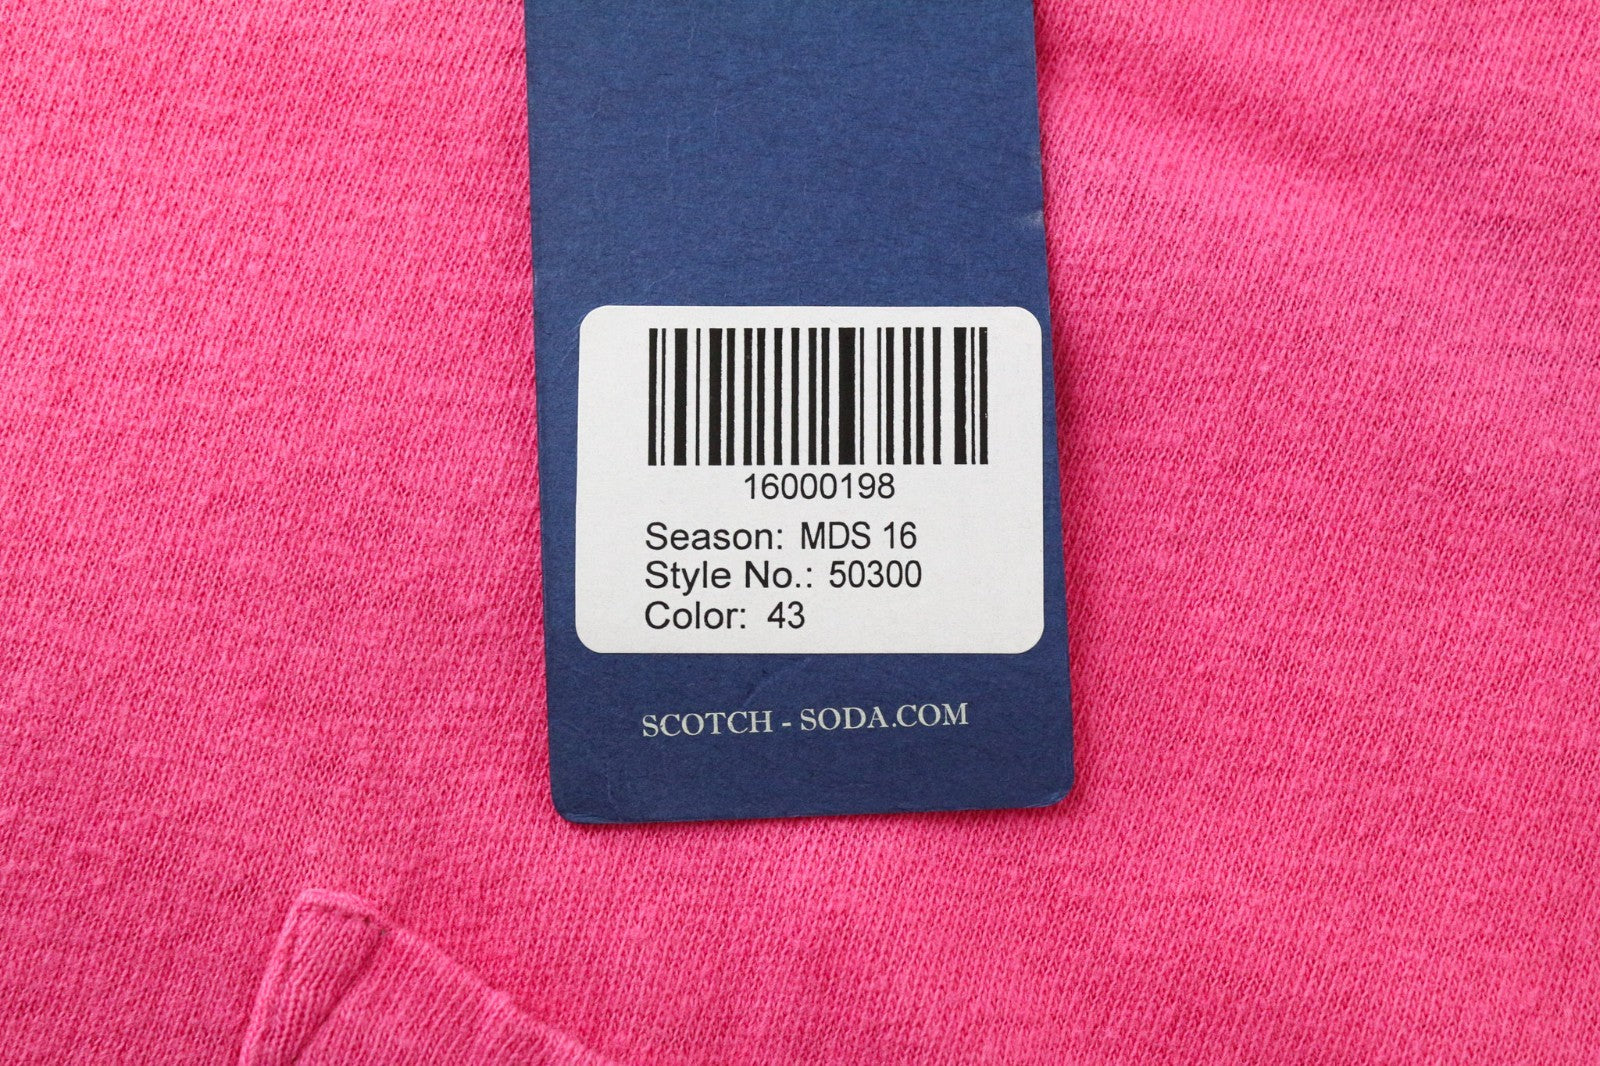 16000198
Season: MDS 16
Style No.: 50300
Color: 43
SCOTCH - SODA.COM